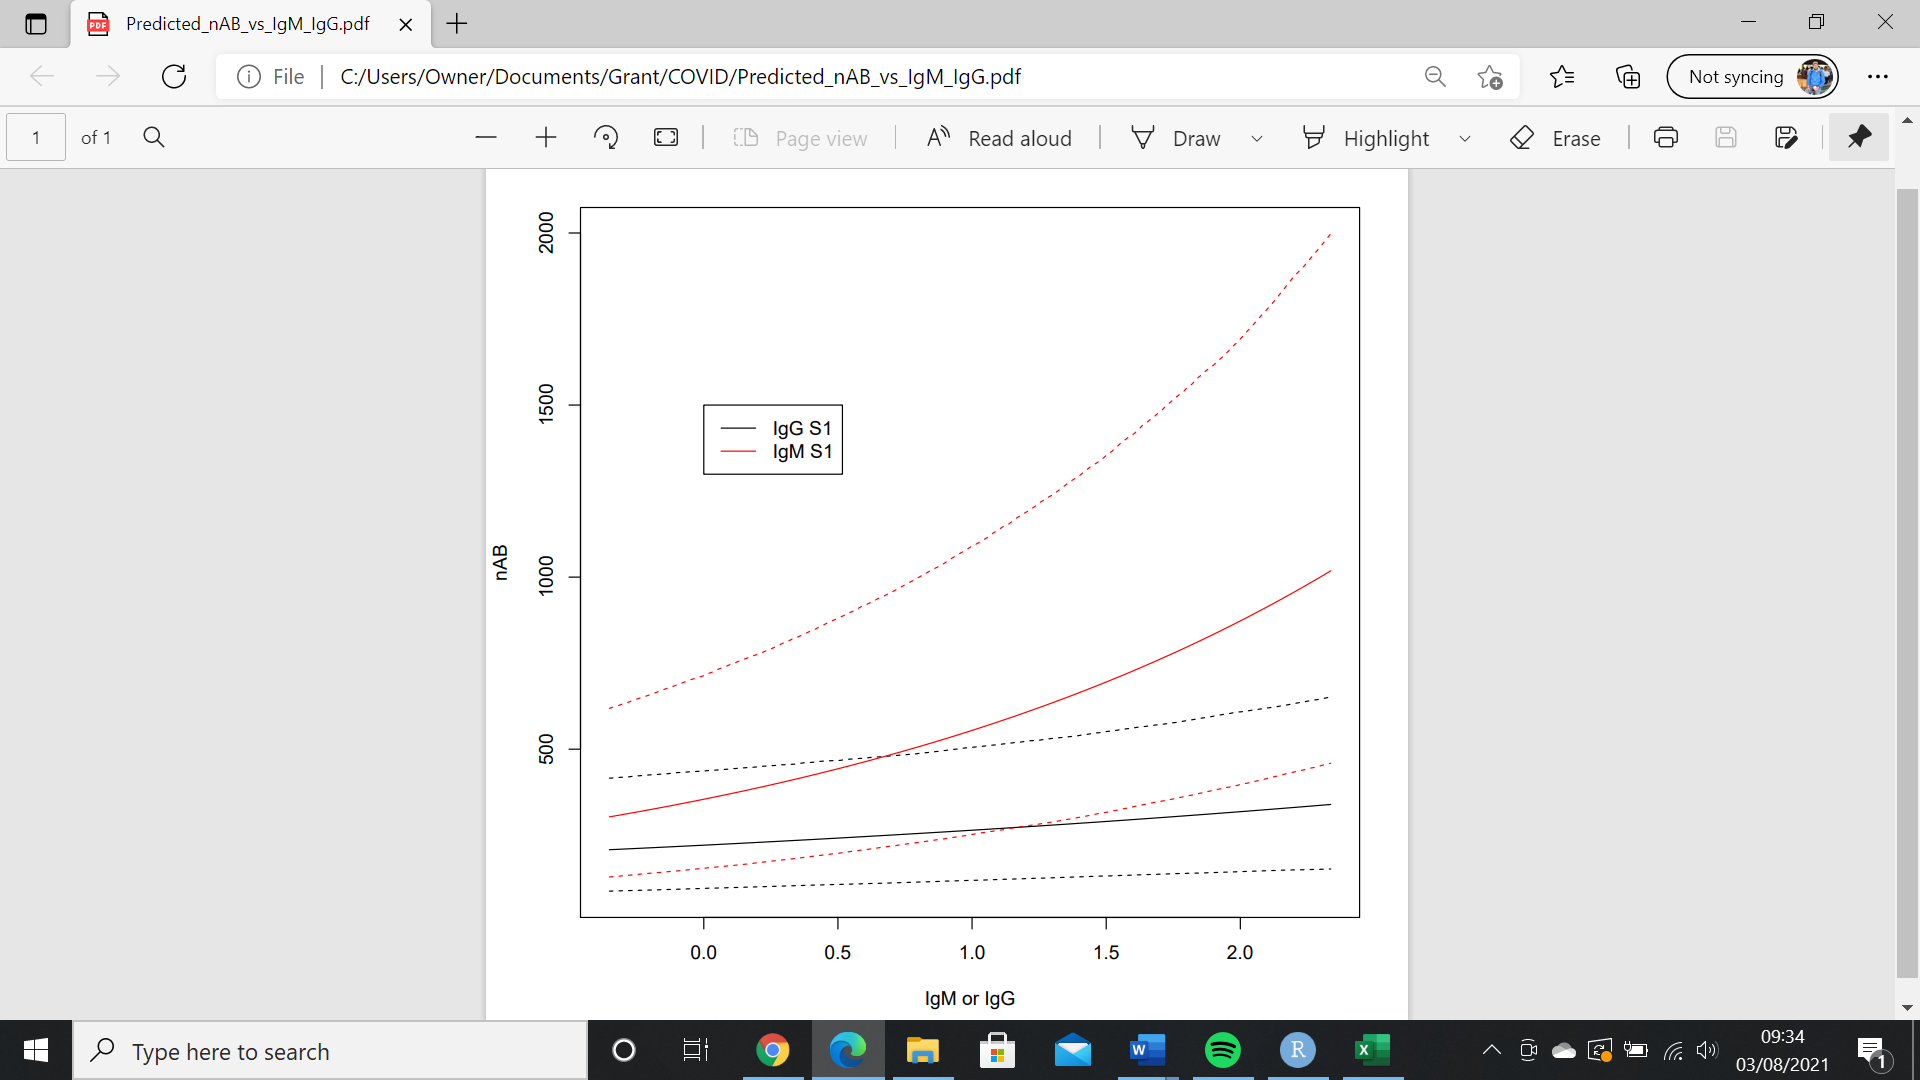 Predicted_nAB_vs_IgM_IgG.pdf
File
C:/Users/Owner/Documents/Grant/COVID/Predicted_nAB_vs_IgM_IgG.pdf
Not syncing
1 of 1
Page view
Read aloud
Draw
Highlight
Erase
2000
1500
1000
500
nAB
IgG S1
IgM S1
0.0 0.5 1.0 1.5 2.0
IgM or IgG
Type here to search
09:34
03/08/2021
1